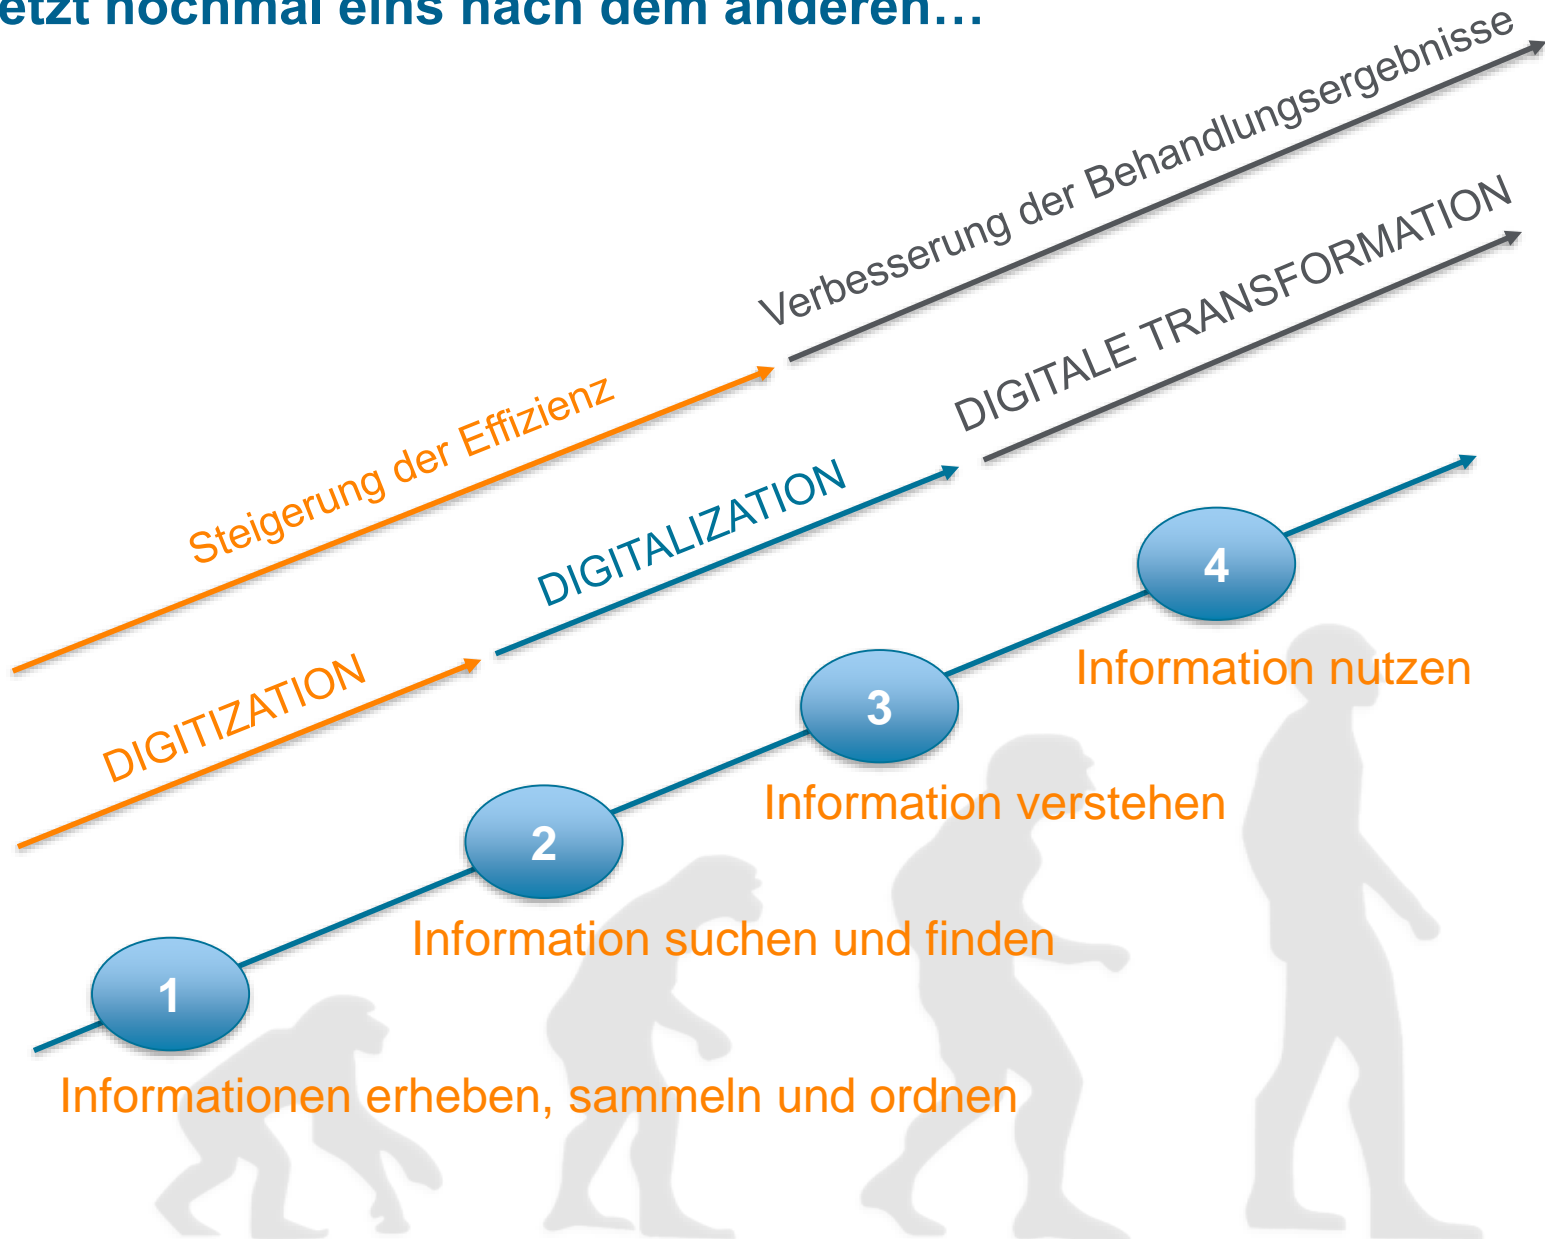 etzt nochmal eins nach dem anderen…
Verbesserung der Behandlungsergebnisse
DIGITALE TRANSFORMATION
Steigerung der Effizienz
DIGITALIZATION
DIGITIZATION
4
Information nutzen
3
Information verstehen
2
Information suchen und finden
1
Informationen erheben, sammeln und ordnen